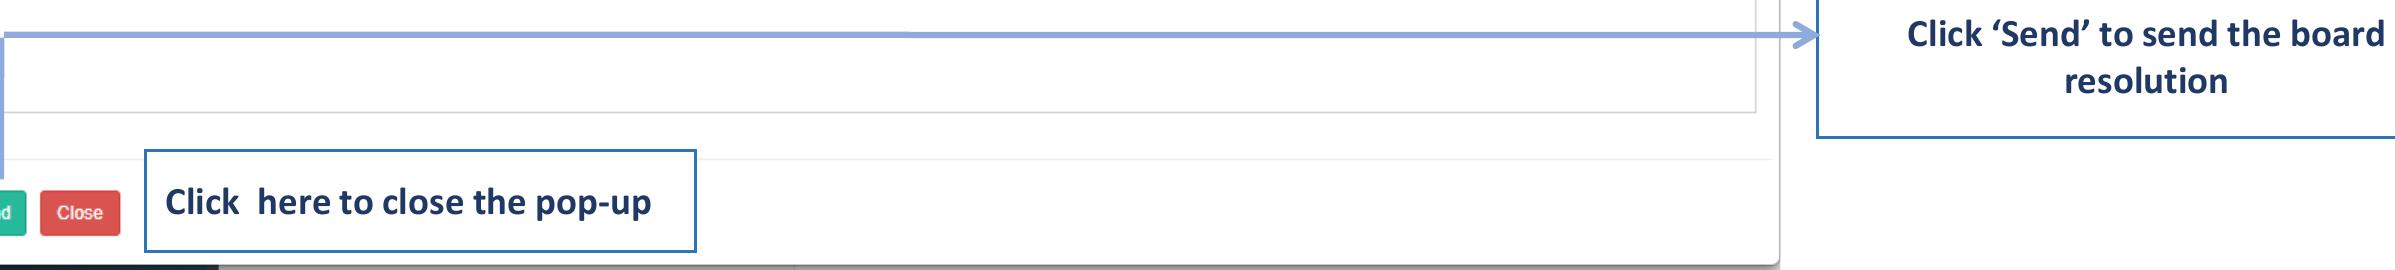 Click ‘Send’ to send the board
resolution
Click  here to close the pop-up
Close